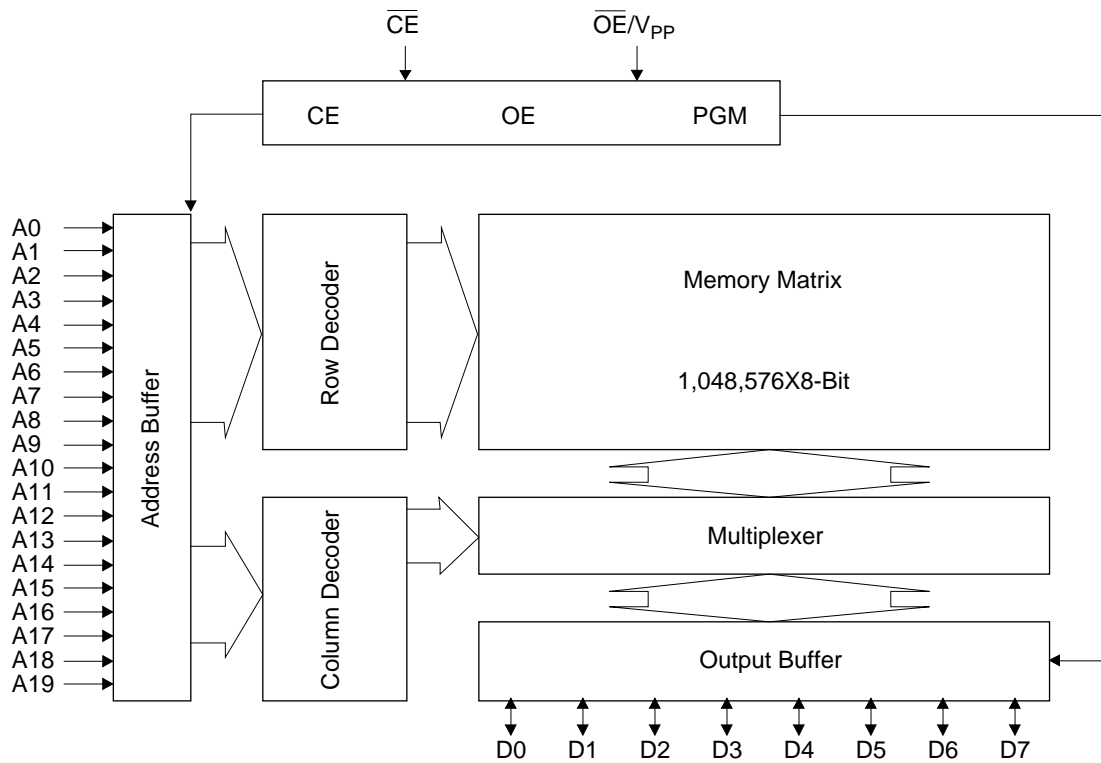 C̅E̅
O̅E̅/VPP
CE OE PGM
A0
A1
A2
A3
A4
A5
A6
A7
A8
A9
A10
A11
A12
A13
A14
A15
A16
A17
A18
A19
Address Buffer
Row Decoder
Column Decoder
Memory Matrix
1,048,576X8-Bit
Multiplexer
Output Buffer
D0 D1 D2 D3 D4 D5 D6 D7